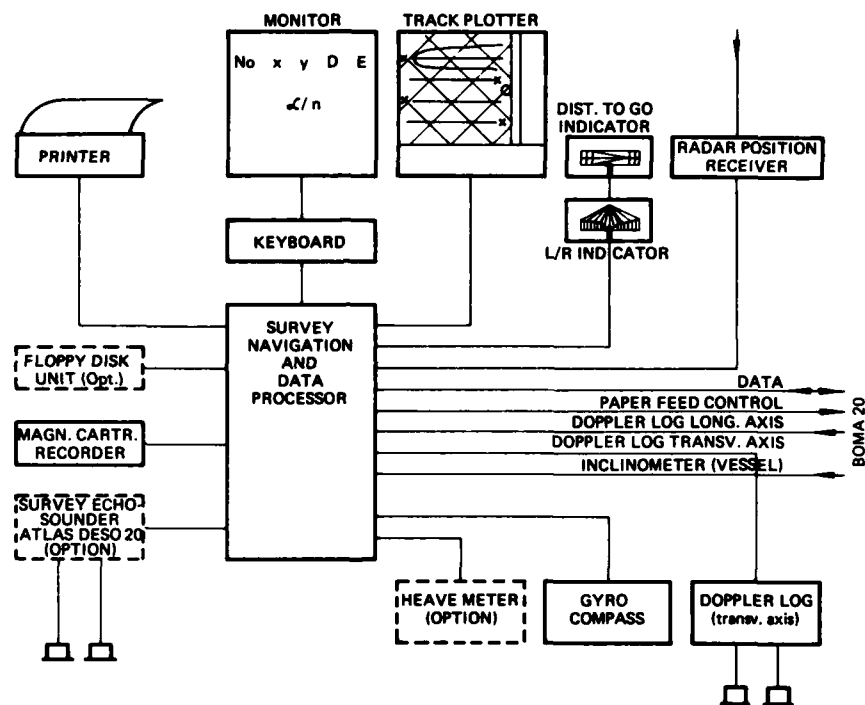 MONITOR
TRACK PLOTTER
No x y D E
α/n
DIST. TO GO
INDICATOR
PRINTER
RADAR POSITION
RECEIVER
KEYBOARD
L/R INDICATOR
SURVEY
NAVIGATION
AND
DATA
PROCESSOR
FLOPPY DISK
UNIT (Opt.)
DATA
PAPER FEED CONTROL
DOPPLER LOG LONG. AXIS
DOPPLER LOG TRANSV. AXIS
INCLINOMETER (VESSEL)
BOMA 20
MAGN. CARTR.
RECORDER
SURVEY ECHO-
SOUNDER
ATLAS DESO 20
(OPTION)
HEAVE METER
(OPTION)
GYRO
COMPASS
DOPPLER LOG
(transv. axis)